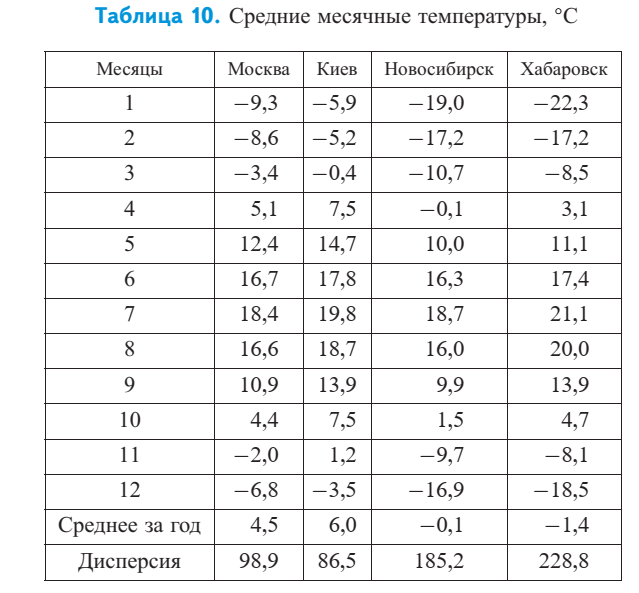 Таблица 10. Средние месячные температуры, °C
Месяцы Москва Киев Новосибирск Хабаровск
1 −9,3 −5,9 −19,0 −22,3
2 −8,6 −5,2 −17,2 −17,2
3 −3,4 −0,4 −10,7 −8,5
4 5,1 7,5 −0,1 3,1
5 12,4 14,7 10,0 11,1
6 16,7 17,8 16,3 17,4
7 18,4 19,8 18,7 21,1
8 16,6 18,7 16,0 20,0
9 10,9 13,9 9,9 13,9
10 4,4 7,5 1,5 4,7
11 −2,0 1,2 −9,7 −8,1
12 −6,8 −3,5 −16,9 −18,5
Среднее за год 4,5 6,0 −0,1 −1,4
Дисперсия 98,9 86,5 185,2 228,8